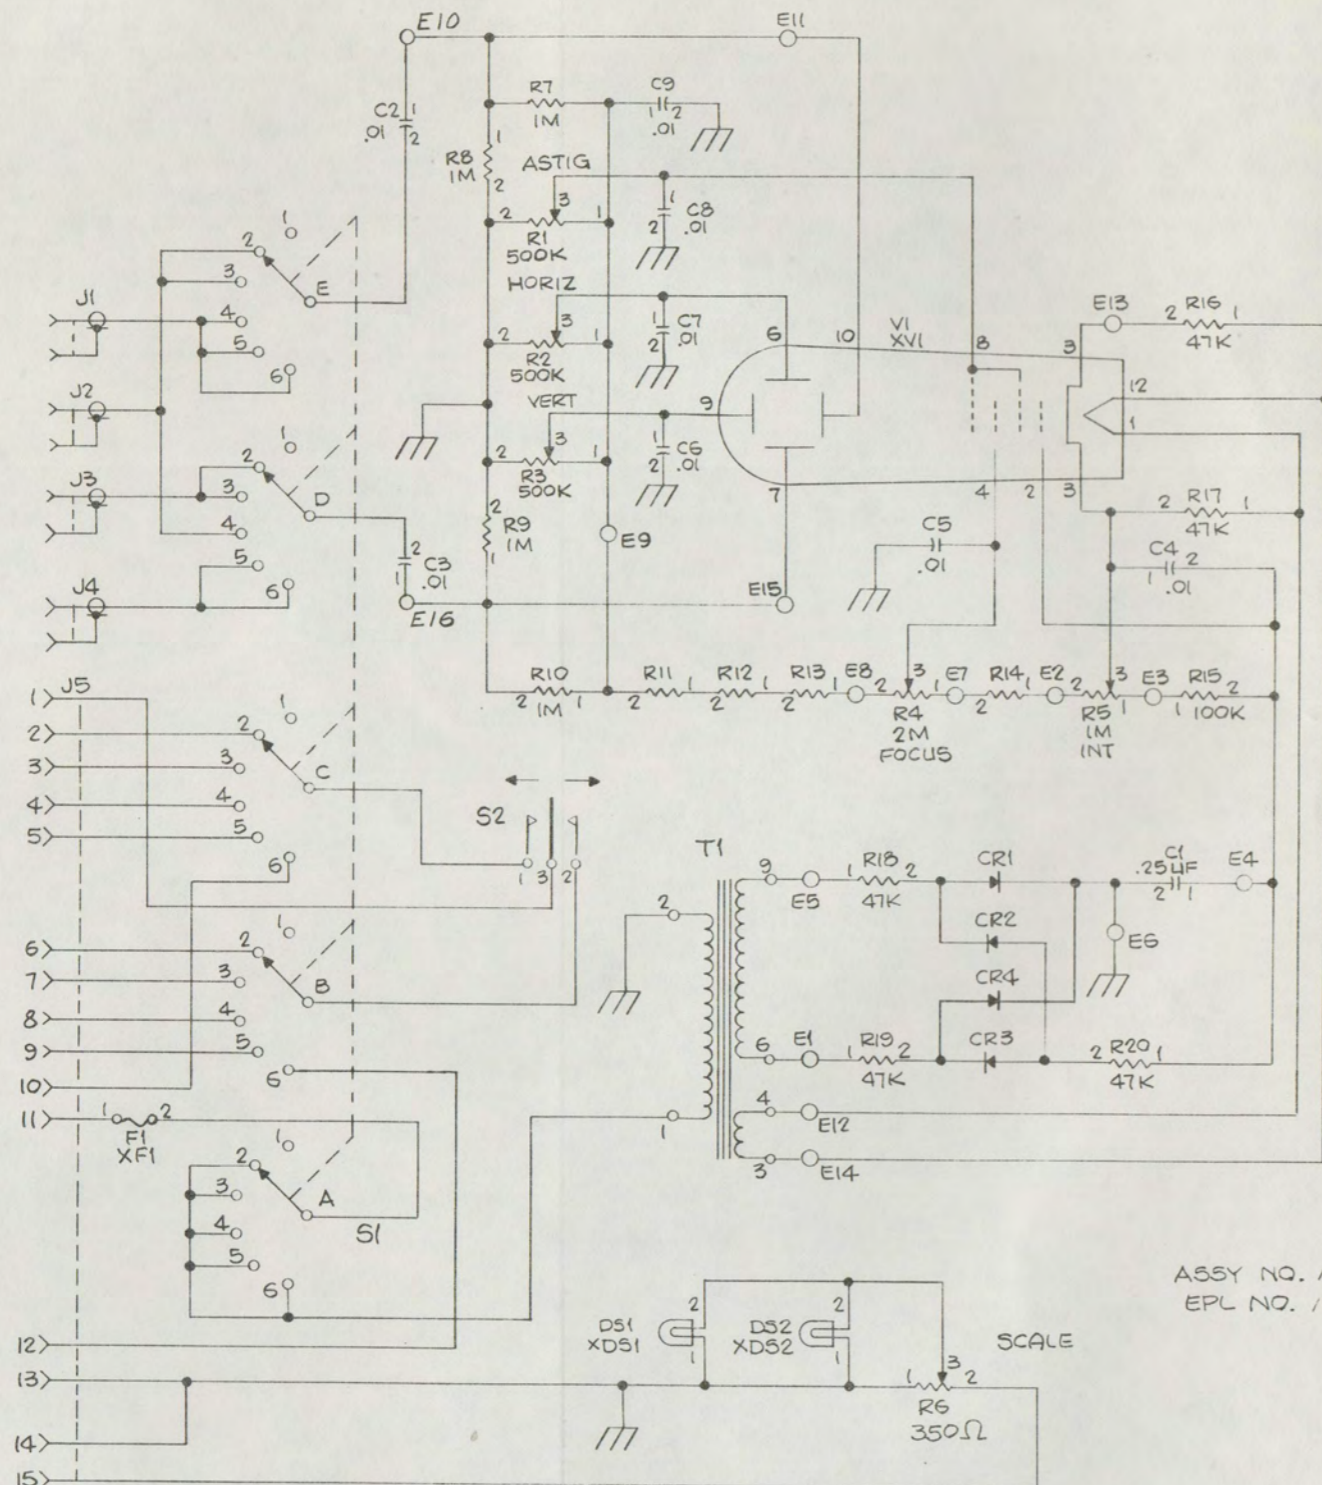 E10
E11
C2
1
.01
2
R7
1M
C9
1 2
.01
R8
1M
1
2
ASTIG
3
2 1
R1
500K
1
C8
2
.01
HORIZ
3
2 1
R2
500K
1
C7
2
.01
VERT
3
2 1
R3
500K
1
C6
2
.01
R9
1M
2
1
E9
6
10
V1
XV1
8
3
9
7
4
2
3
12
1
E13
2
R16
1
47K
2
R17
1
47K
C4
1 2
.01
C5
.01
E15
1
2
3
4
5
6
E
J1
J2
J3
J4
1
2
3
4
5
6
D
2
C3
1
.01
E16
R10
2 1
1M
R11
2 1
R12
2 1
R13
2 1
E8
2 3 1
R4
2M
FOCUS
E7
R14
2 1
E2
2 3 1
R5
1M
INT
E3
R15
1 2
100K
J5
1
2
3
4
5
6
7
8
9
10
11
12
13
14
15
1
2
3
4
5
6
C
S2
1 3 2
1
2
3
4
5
6
B
1
2
F1
XF1
1
2
3
4
5
6
A
S1
T1
2
1
9
6
4
3
E5
1
R18
2
47K
CR1
CR2
CR4
CR3
C1
.25UF
2 1
E4
E6
E1
1
R19
2
47K
2
R20
1
47K
E12
E14
ASSY NO.
EPL NO.
DS1
XDS1
2
1
DS2
XDS2
2
1
SCALE
1 3 2
R6
350Ω